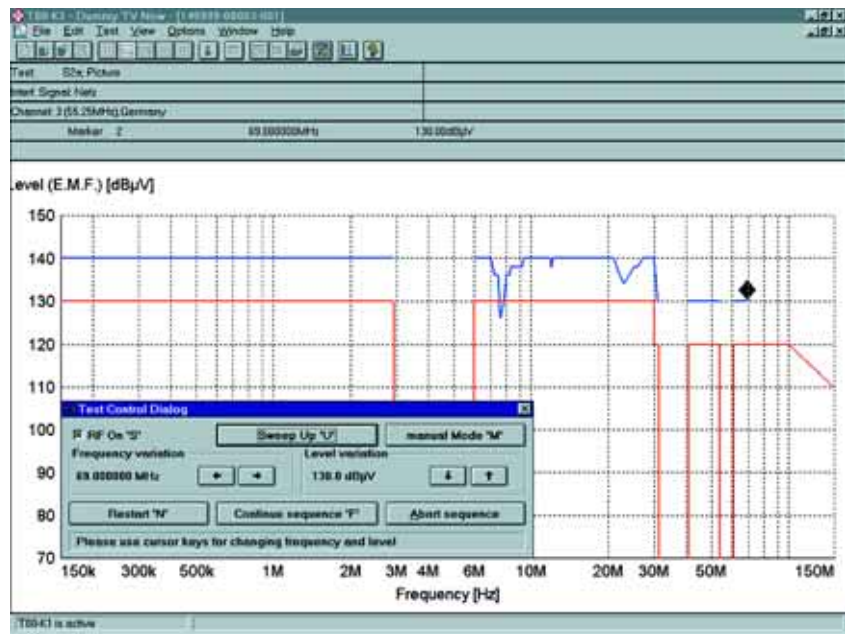 File Edit Test View Options Window Help
Test S2a, Picture
Channel 3 (55.25MHz), Germany
Marker 2 69.000000MHz 130.00dBµV
Level (E.M.F.) [dBµV]
150
140
130
120
110
100
90
80
70
Test Control Dialog
RF On "S" Sweep Up "U" manual Mode "M"
Frequency variation Level variation
69.000000 MHz 130.0 dBµV
Restart "N" Continue sequence "F" Abort sequence
Please use cursor keys for changing frequency and level
150k 300k 500k 1M 2M 3M 4M 6M 10M 20M 30M 50M 150M
Frequency [Hz]
T80-K1 is active